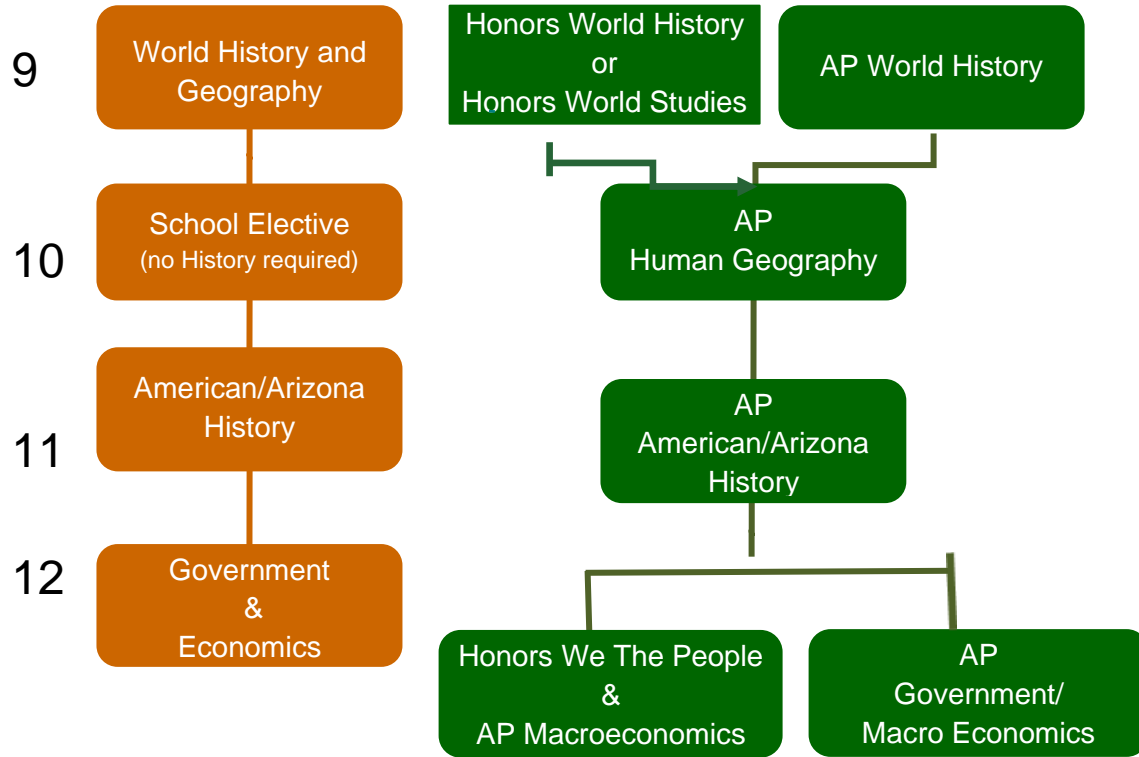 9
World History and
Geography
Honors World History
or
Honors World Studies
AP World History
10
School Elective
(no History required)
AP
Human Geography
11
American/Arizona
History
AP
American/Arizona
History
12
Government
&
Economics
Honors We The People
&
AP Macroeconomics
AP
Government/
Macro Economics